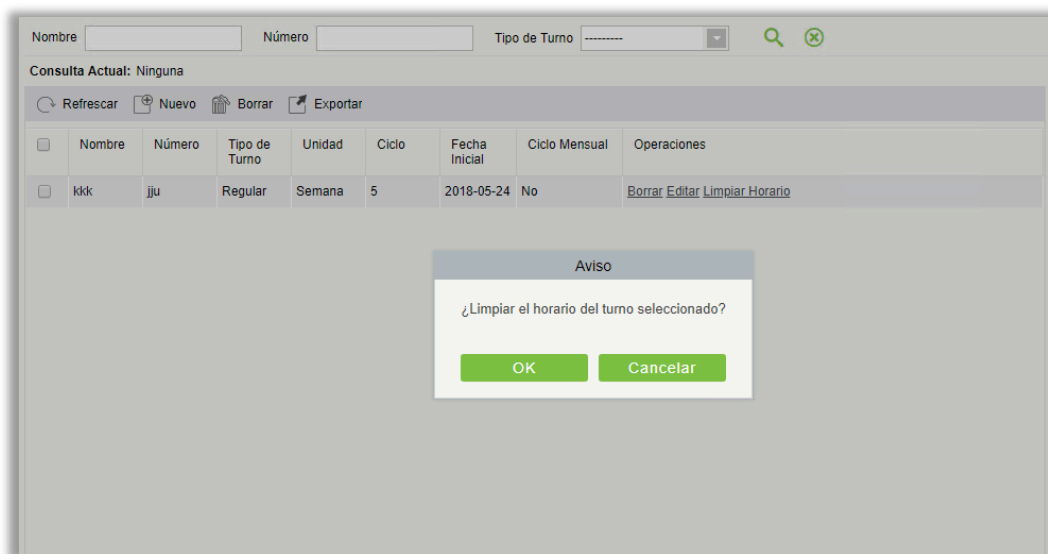 Nombre Número Tipo de Turno ---------
Consulta Actual: Ninguna
Refrescar Nuevo Borrar Exportar
Nombre Número Tipo de Turno Unidad Ciclo Fecha Inicial Ciclo Mensual Operaciones
kkk jju Regular Semana 5 2018-05-24 No Borrar Editar Limpiar Horario
Aviso
¿Limpiar el horario del turno seleccionado?
OK Cancelar